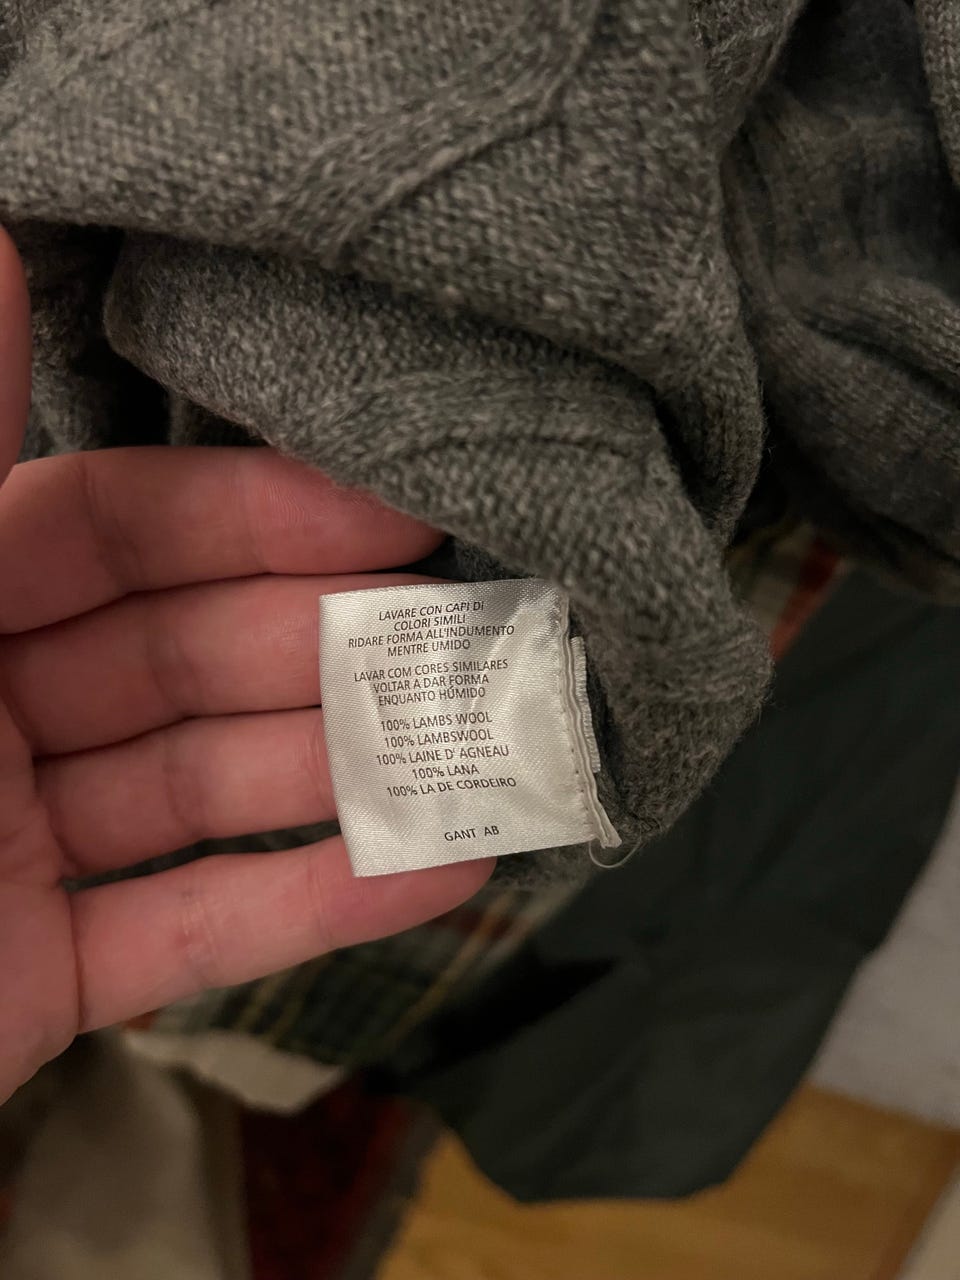 LAVARE CON CAPI DI
COLORI SIMILI
RIDARE FORMA ALL'INDUMENTO
MENTRE UMIDO
LAVAR COM CORES SIMILARES
VOLTAR A DAR FORMA
ENQUANTO HÚMIDO
100% LAMBS WOOL
100% LAMBSWOOL
100% LAINE D' AGNEAU
100% LANA
100% LA DE CORDEIRO
GANT AB